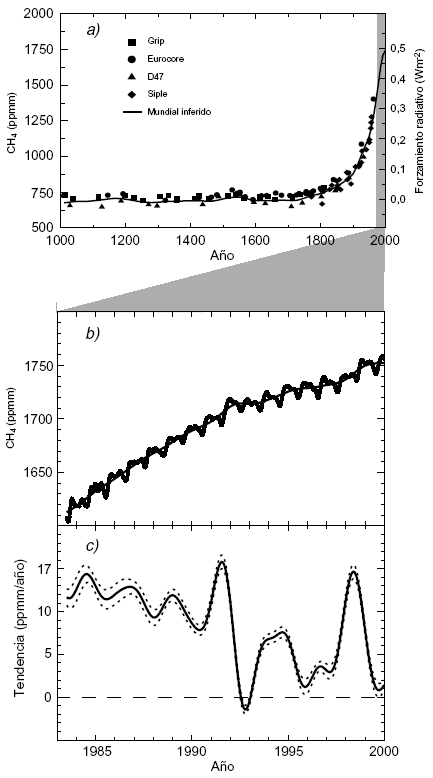 a)
Grip
Eurocore
D47
Siple
Mundial inferido
CH4 (ppmm)
2000
1750
1500
1250
1000
750
500
Forzamiento radiativo (Wm-2)
0,5
0,4
0,3
0,2
0,1
0,0
1000 1200 1400 1600 1800 2000
Año
b)
CH4 (ppmm)
1750
1700
1650
c)
Tendencia (ppmm/año)
17
10
5
0
1985 1990 1995 2000
Año